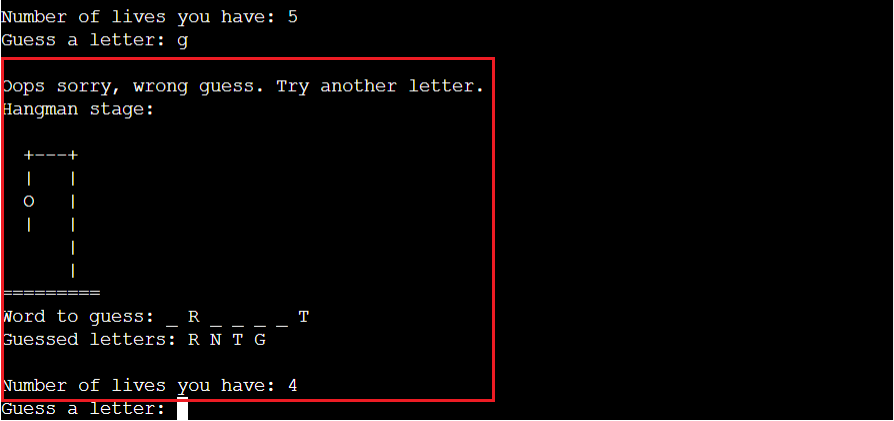 Number of lives you have: 5
Guess a letter: g
Oops sorry, wrong guess. Try another letter.
Hangman stage:
+---+
|   |
O   |
|   |
    |
    |
=========
Word to guess: _ R _ _ _ _ T
Guessed letters: R N T G
Number of lives you have: 4
Guess a letter: